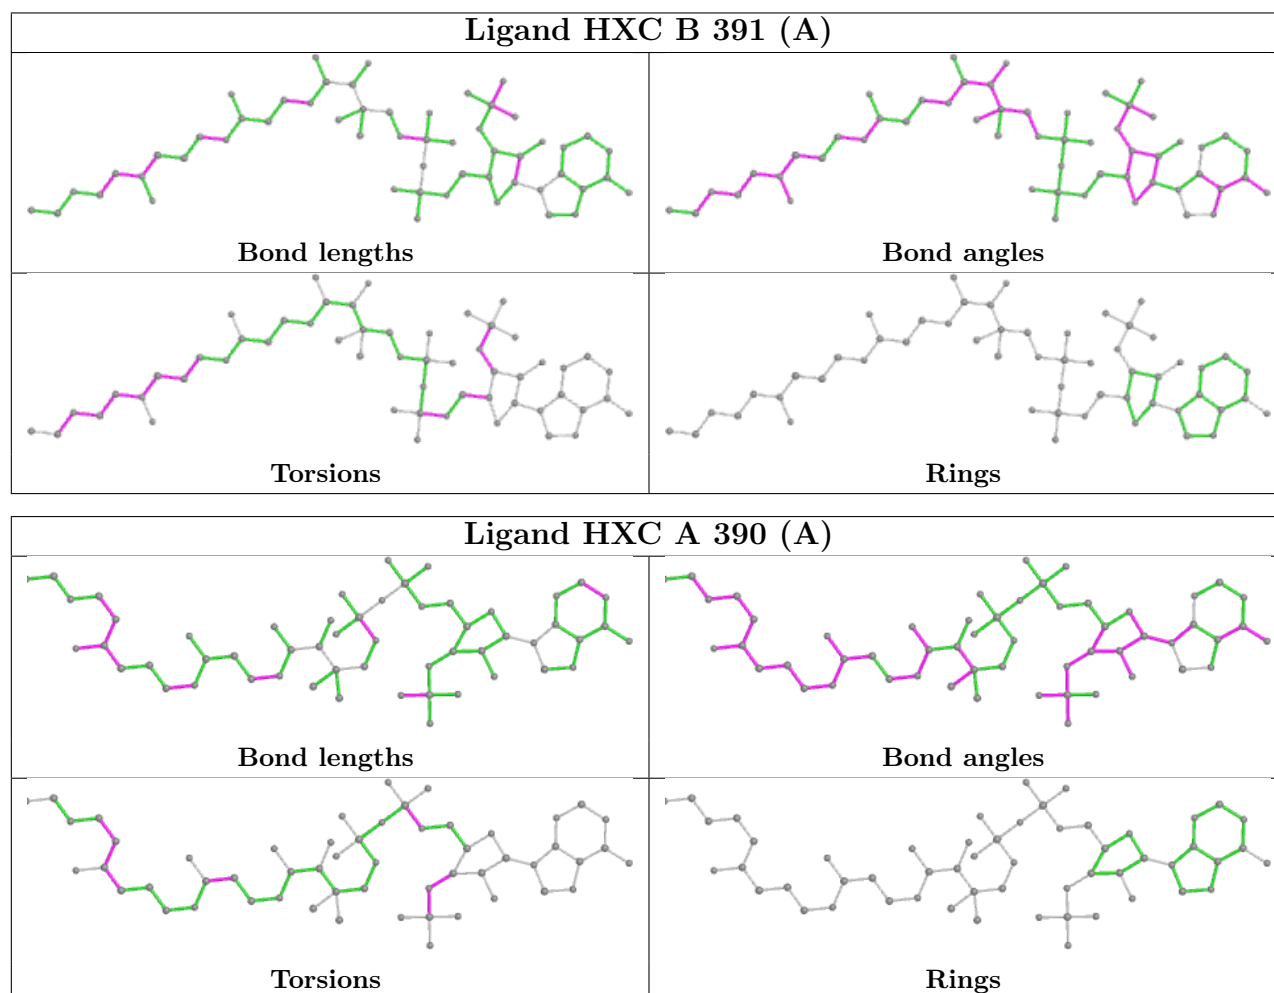 Ligand HXC B 391 (A)
Bond lengths
Bond angles
Torsions
Rings
Ligand HXC A 390 (A)
Bond lengths
Bond angles
Torsions
Rings